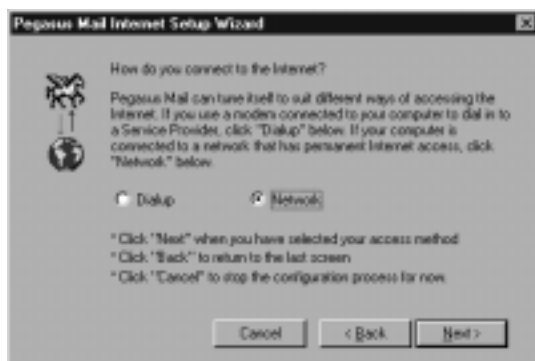 Pegasus Mail Internet Setup Wizard
How do you connect to the Internet?
Pegasus Mail can tune itself to suit different ways of accessing the
Internet. If you use a modem connected to your computer to dial in to
a Service Provider, click "Dialup" below. If your computer is
connected to a network that has permanent Internet access, click
"Network" below.
Dialup Network
* Click "Next" when you have selected your access method
* Click "Back" to return to the last screen
* Click "Cancel" to stop the configuration process for now.
Cancel < Back Next >